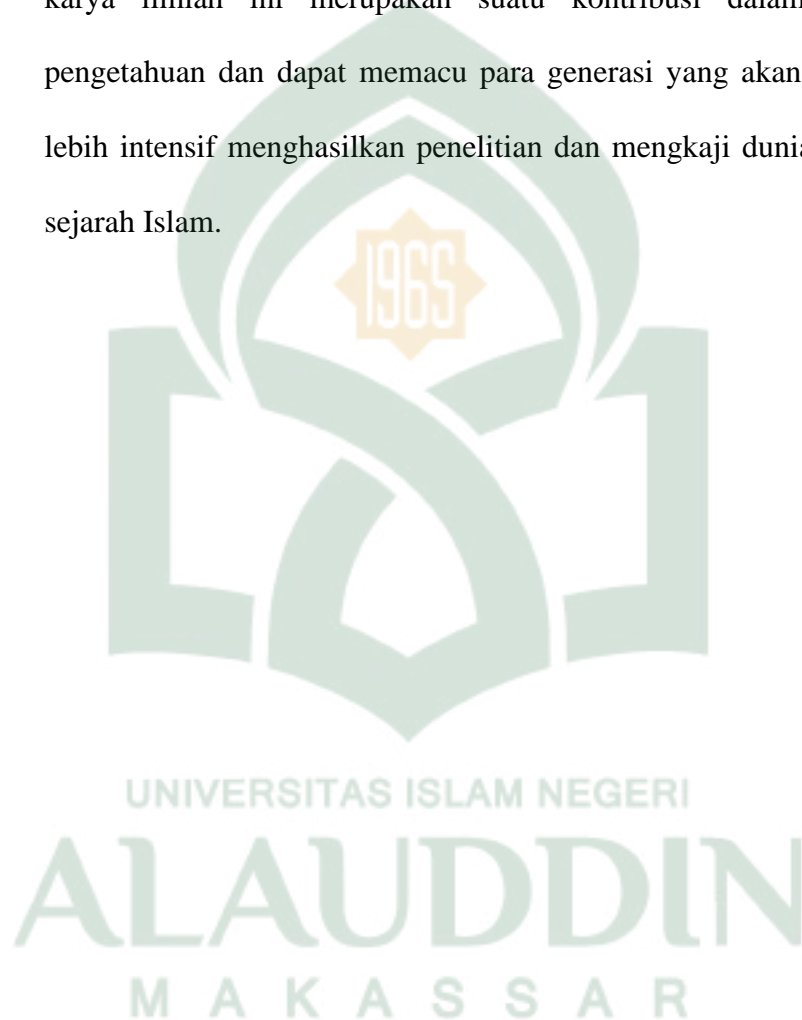 karya ilmiah ini merupakan suatu kontribusi dalam
pengetahuan dan dapat memacu para generasi yang akan
lebih intensif menghasilkan penelitian dan mengkaji dunia
sejarah Islam.
1965
UNIVERSITAS ISLAM NEGERI
ALAUDDIN
MAKASSAR